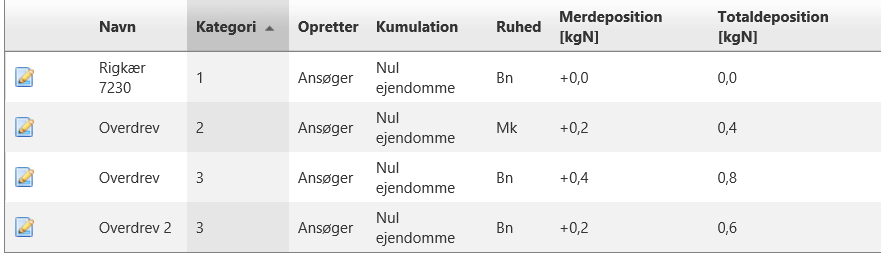 Navn Kategori Opretter Kumulation Ruhed Merdeposition [kgN] Totaldeposition [kgN]
Rigkær 7230 1 Ansøger Nul ejendomme Bn +0,0 0,0
Overdrev 2 Ansøger Nul ejendomme Mk +0,2 0,4
Overdrev 3 Ansøger Nul ejendomme Bn +0,4 0,8
Overdrev 2 3 Ansøger Nul ejendomme Bn +0,2 0,6